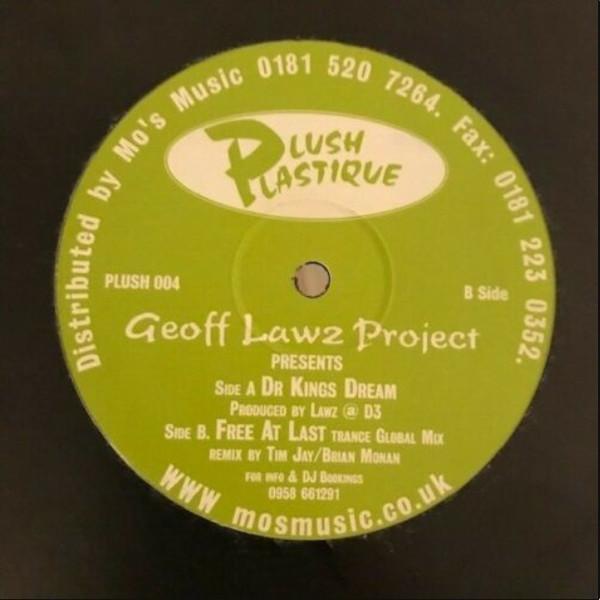 Distributed by Mo's Music 0181 520 7264. Fax: 0181 223 0352.
PLUSH
PLASTIQUE
PLUSH 004
B Side
Geoff Lawz Project
PRESENTS
SIDE A DR KINGS DREAM
PRODUCED BY LAWZ @ D3
SIDE B. FREE AT LAST TRANCE GLOBAL MIX
REMIX BY TIM JAY/BRIAN MONAN
FOR INFO & DJ BOOKINGS
0958 661291
WWW mosmusic.co.uk